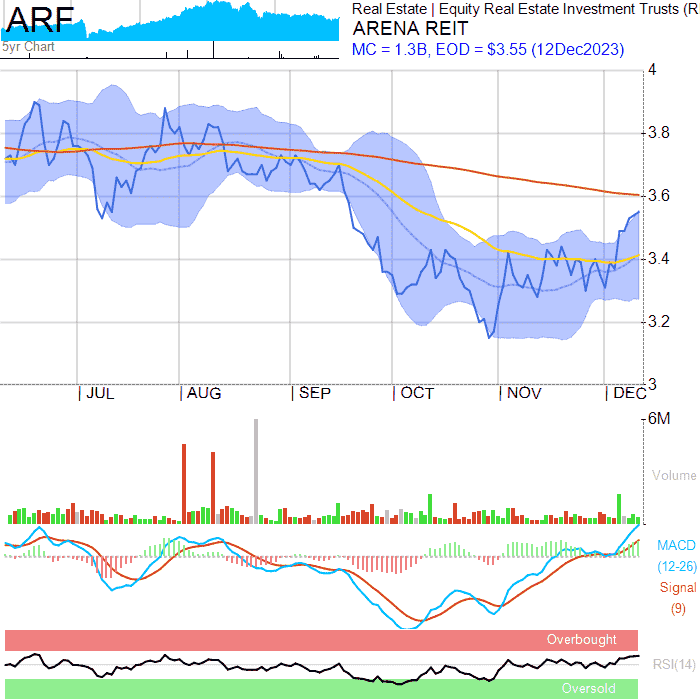 ARF
5yr Chart
Real Estate | Equity Real Estate Investment Trusts (R
ARENA REIT
MC = 1.3B, EOD = $3.55 (12Dec2023)
4
3.8
3.6
3.4
3.2
3
JUL
AUG
SEP
OCT
NOV
DEC
6M
Volume
MACD
(12-26)
Signal
(9)
Overbought
RSI(14)
Oversold